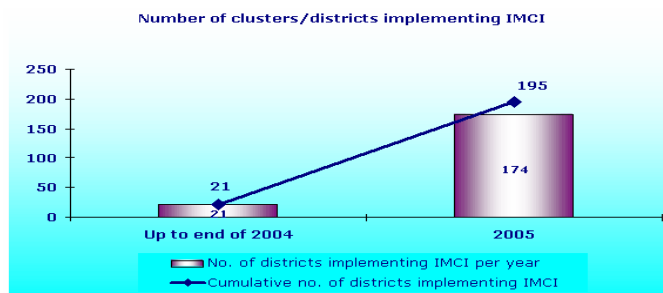 Number of clusters/districts implementing IMCI
250
200
150
100
50
0
195
174
21
21
Up to end of 2004
2005
No. of districts implementing IMCI per year
Cumulative no. of districts implementing IMCI